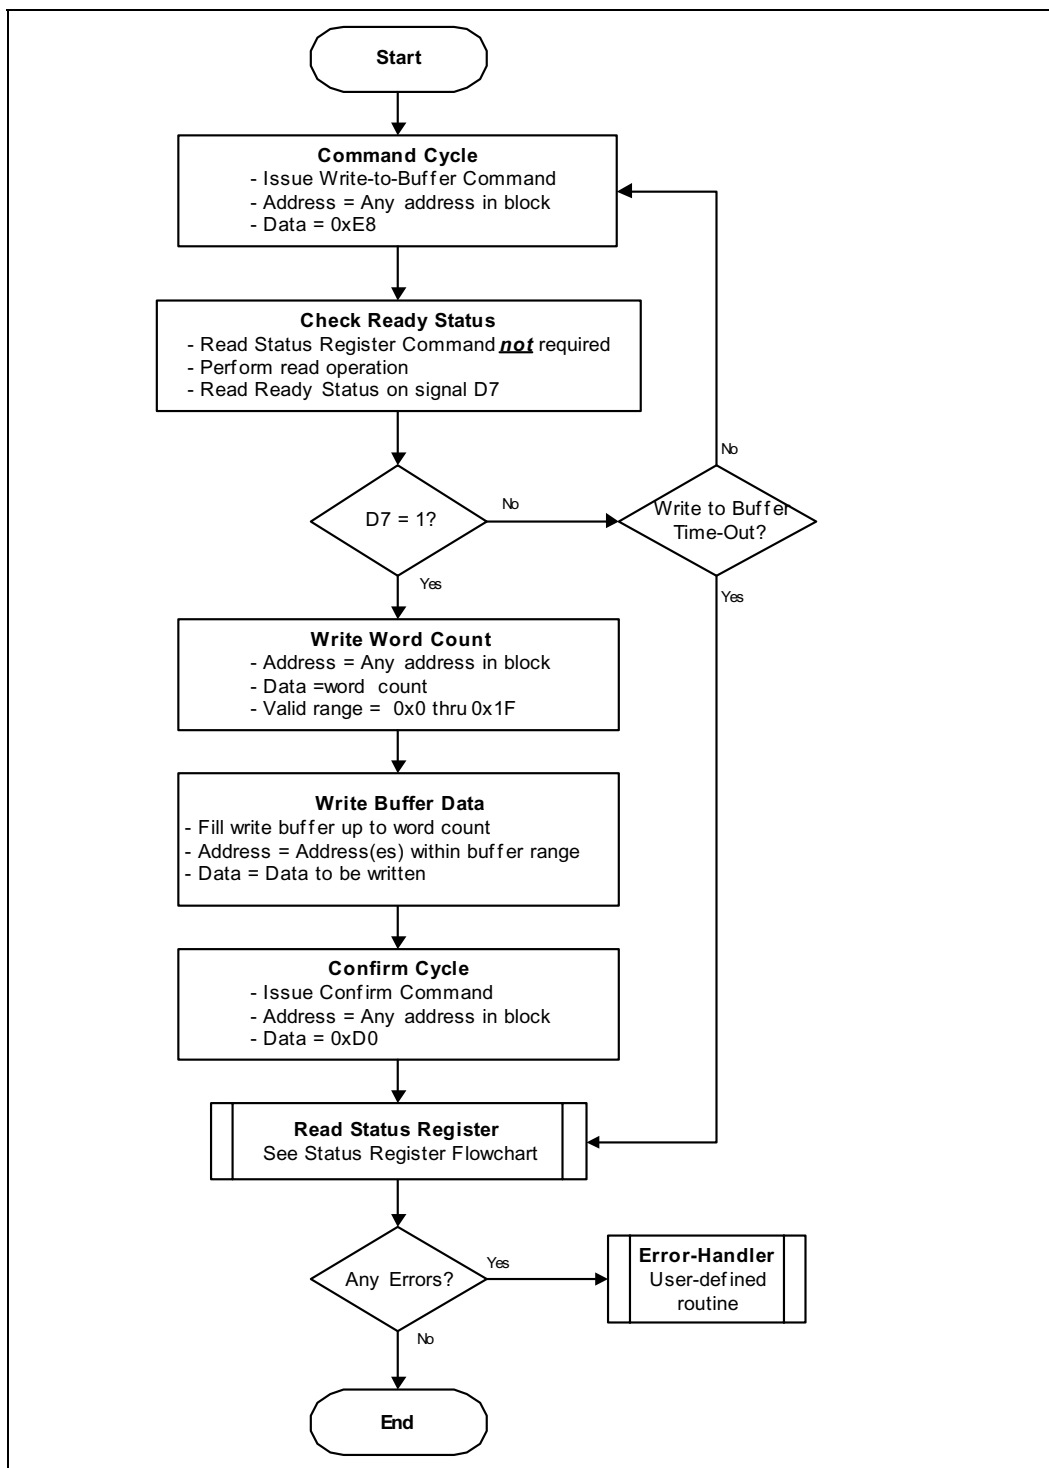 Start
Command Cycle
- Issue Write-to-Buffer Command
- Address = Any address in block
- Data = 0xE8
Check Ready Status
- Read Status Register Command not required
- Perform read operation
- Read Ready Status on signal D7
No
D7 = 1?
No
Write to Buffer
Time-Out?
Yes
Yes
Write Word Count
- Address = Any address in block
- Data =word count
- Valid range = 0x0 thru 0x1F
Write Buffer Data
- Fill write buffer up to word count
- Address = Address(es) within buffer range
- Data = Data to be written
Confirm Cycle
- Issue Confirm Command
- Address = Any address in block
- Data = 0xD0
Read Status Register
See Status Register Flowchart
Any Errors?
Yes
Error-Handler
User-defined
routine
No
End